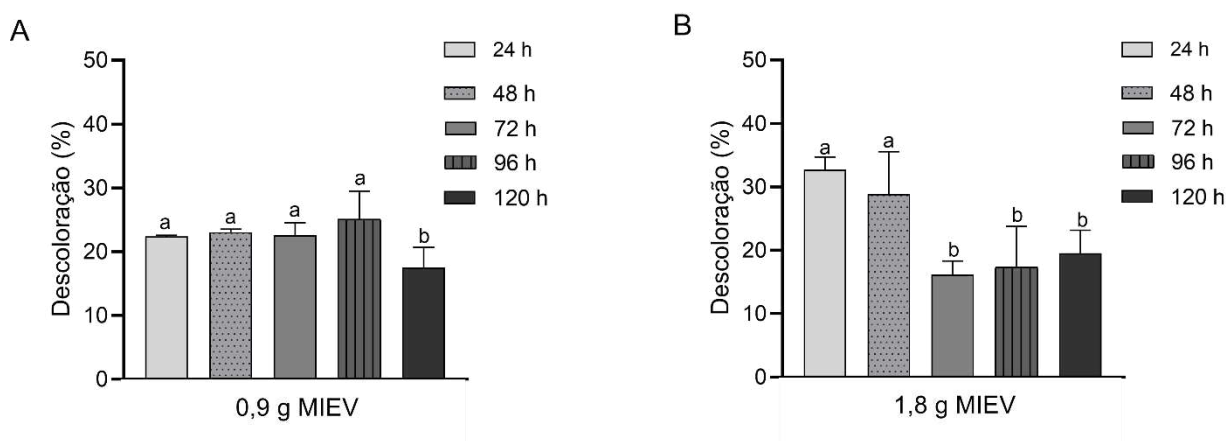 A
Descoloração (%)
50
40
30
20
10
0
a
a
a
a
b
24 h
48 h
72 h
96 h
120 h
0,9 g MIEV
B
Descoloração (%)
50
40
30
20
10
0
a
a
b
b
b
24 h
48 h
72 h
96 h
120 h
1,8 g MIEV